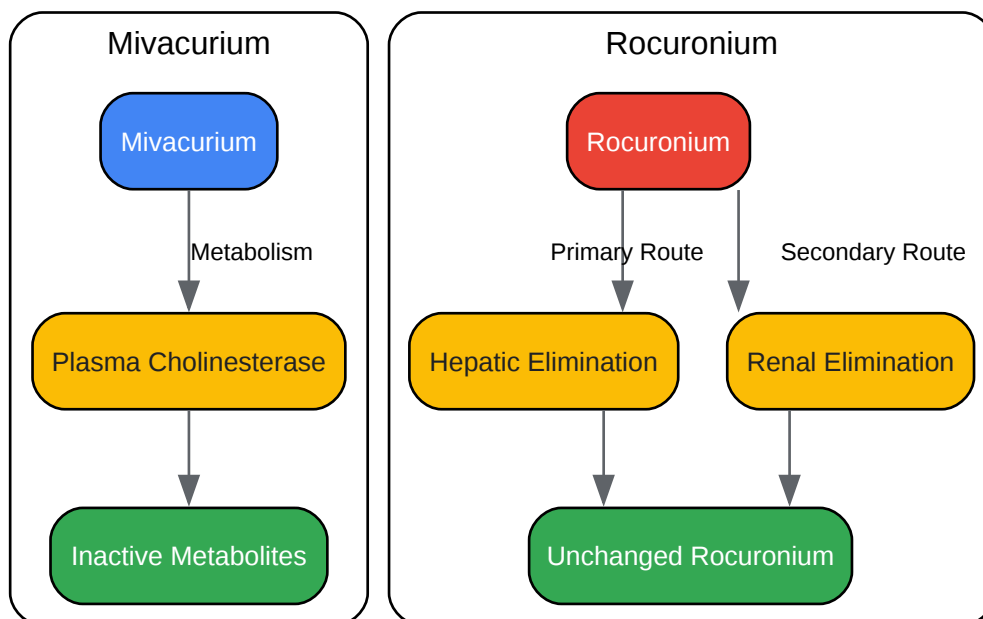 Mivacurium
Mivacurium
Metabolism
Plasma Cholinesterase
Inactive Metabolites
Rocuronium
Rocuronium
Primary Route
Secondary Route
Hepatic Elimination
Renal Elimination
Unchanged Rocuronium